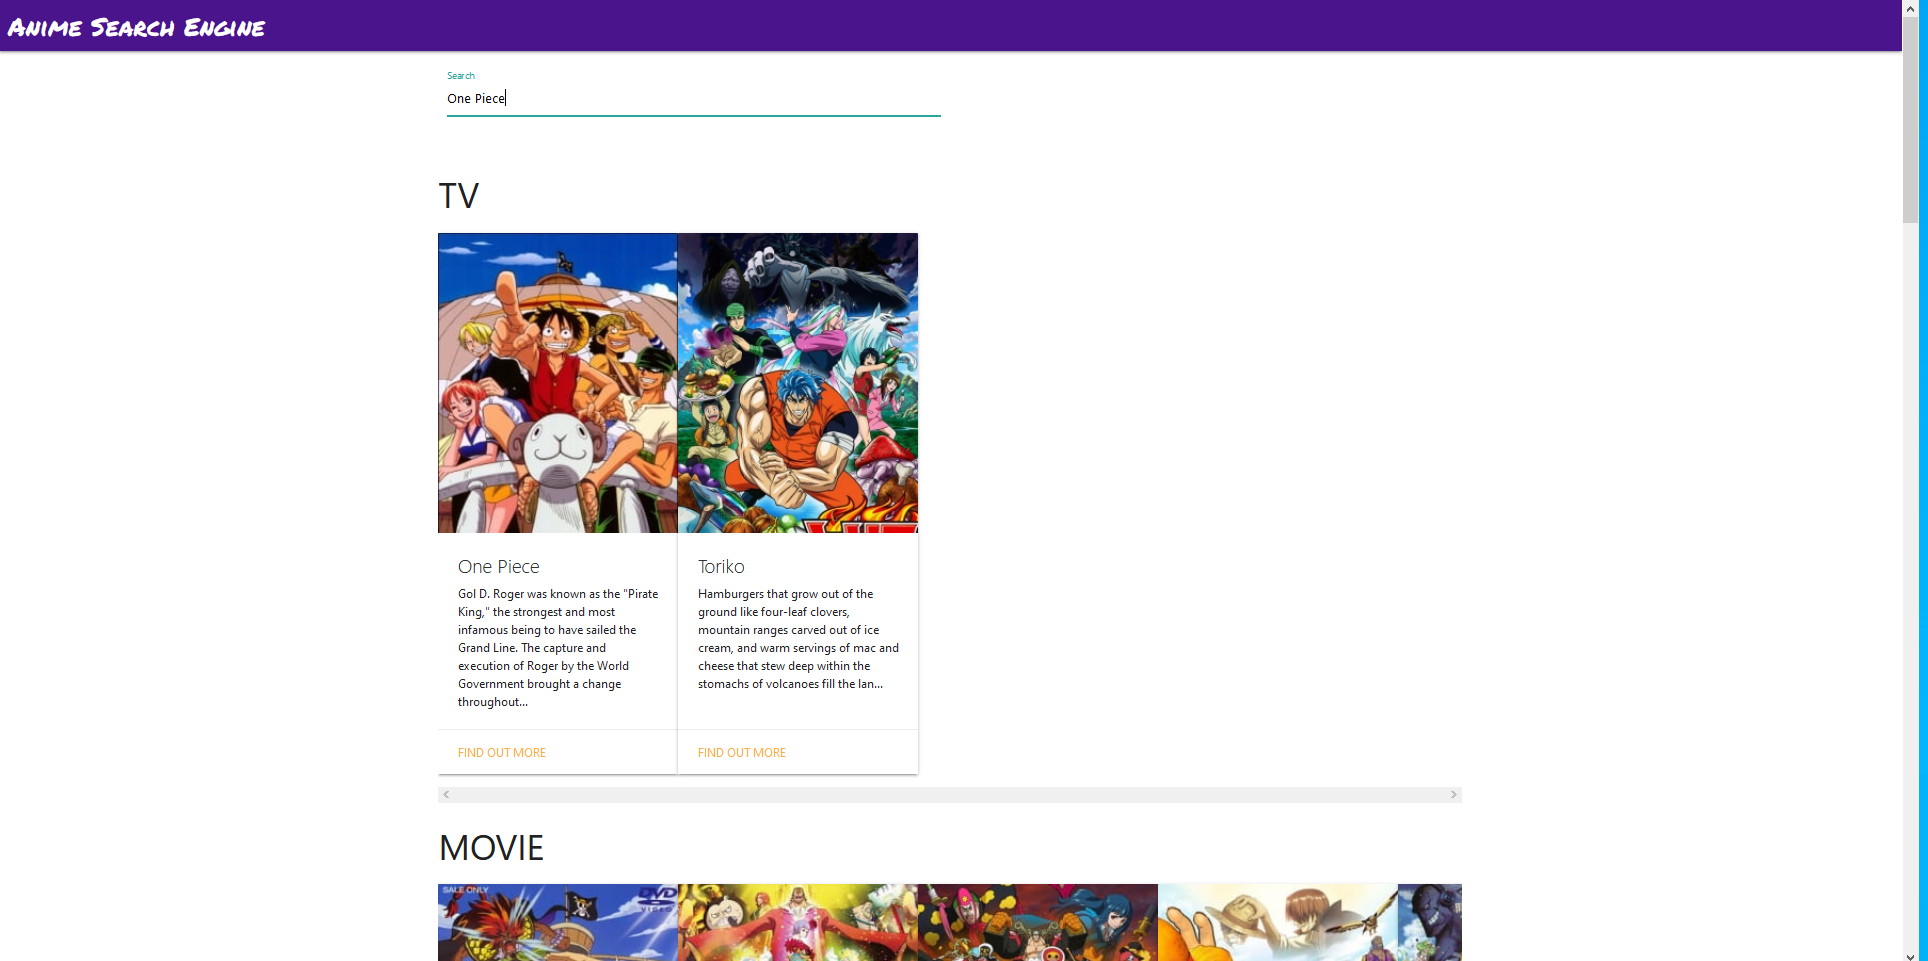 Anime Search Engine
Search
One Piece
TV
One Piece
Gol D. Roger was known as the "Pirate
King," the strongest and most
infamous being to have sailed the
Grand Line. The capture and
execution of Roger by the World
Government brought a change
throughout...
FIND OUT MORE
Toriko
Hamburgers that grow out of the
ground like four-leaf clovers,
mountain ranges carved out of ice
cream, and warm servings of mac and
cheese that stew deep within the
stomachs of volcanoes fill the lan...
FIND OUT MORE
MOVIE
SALE ONLY
DVD
VIDEO